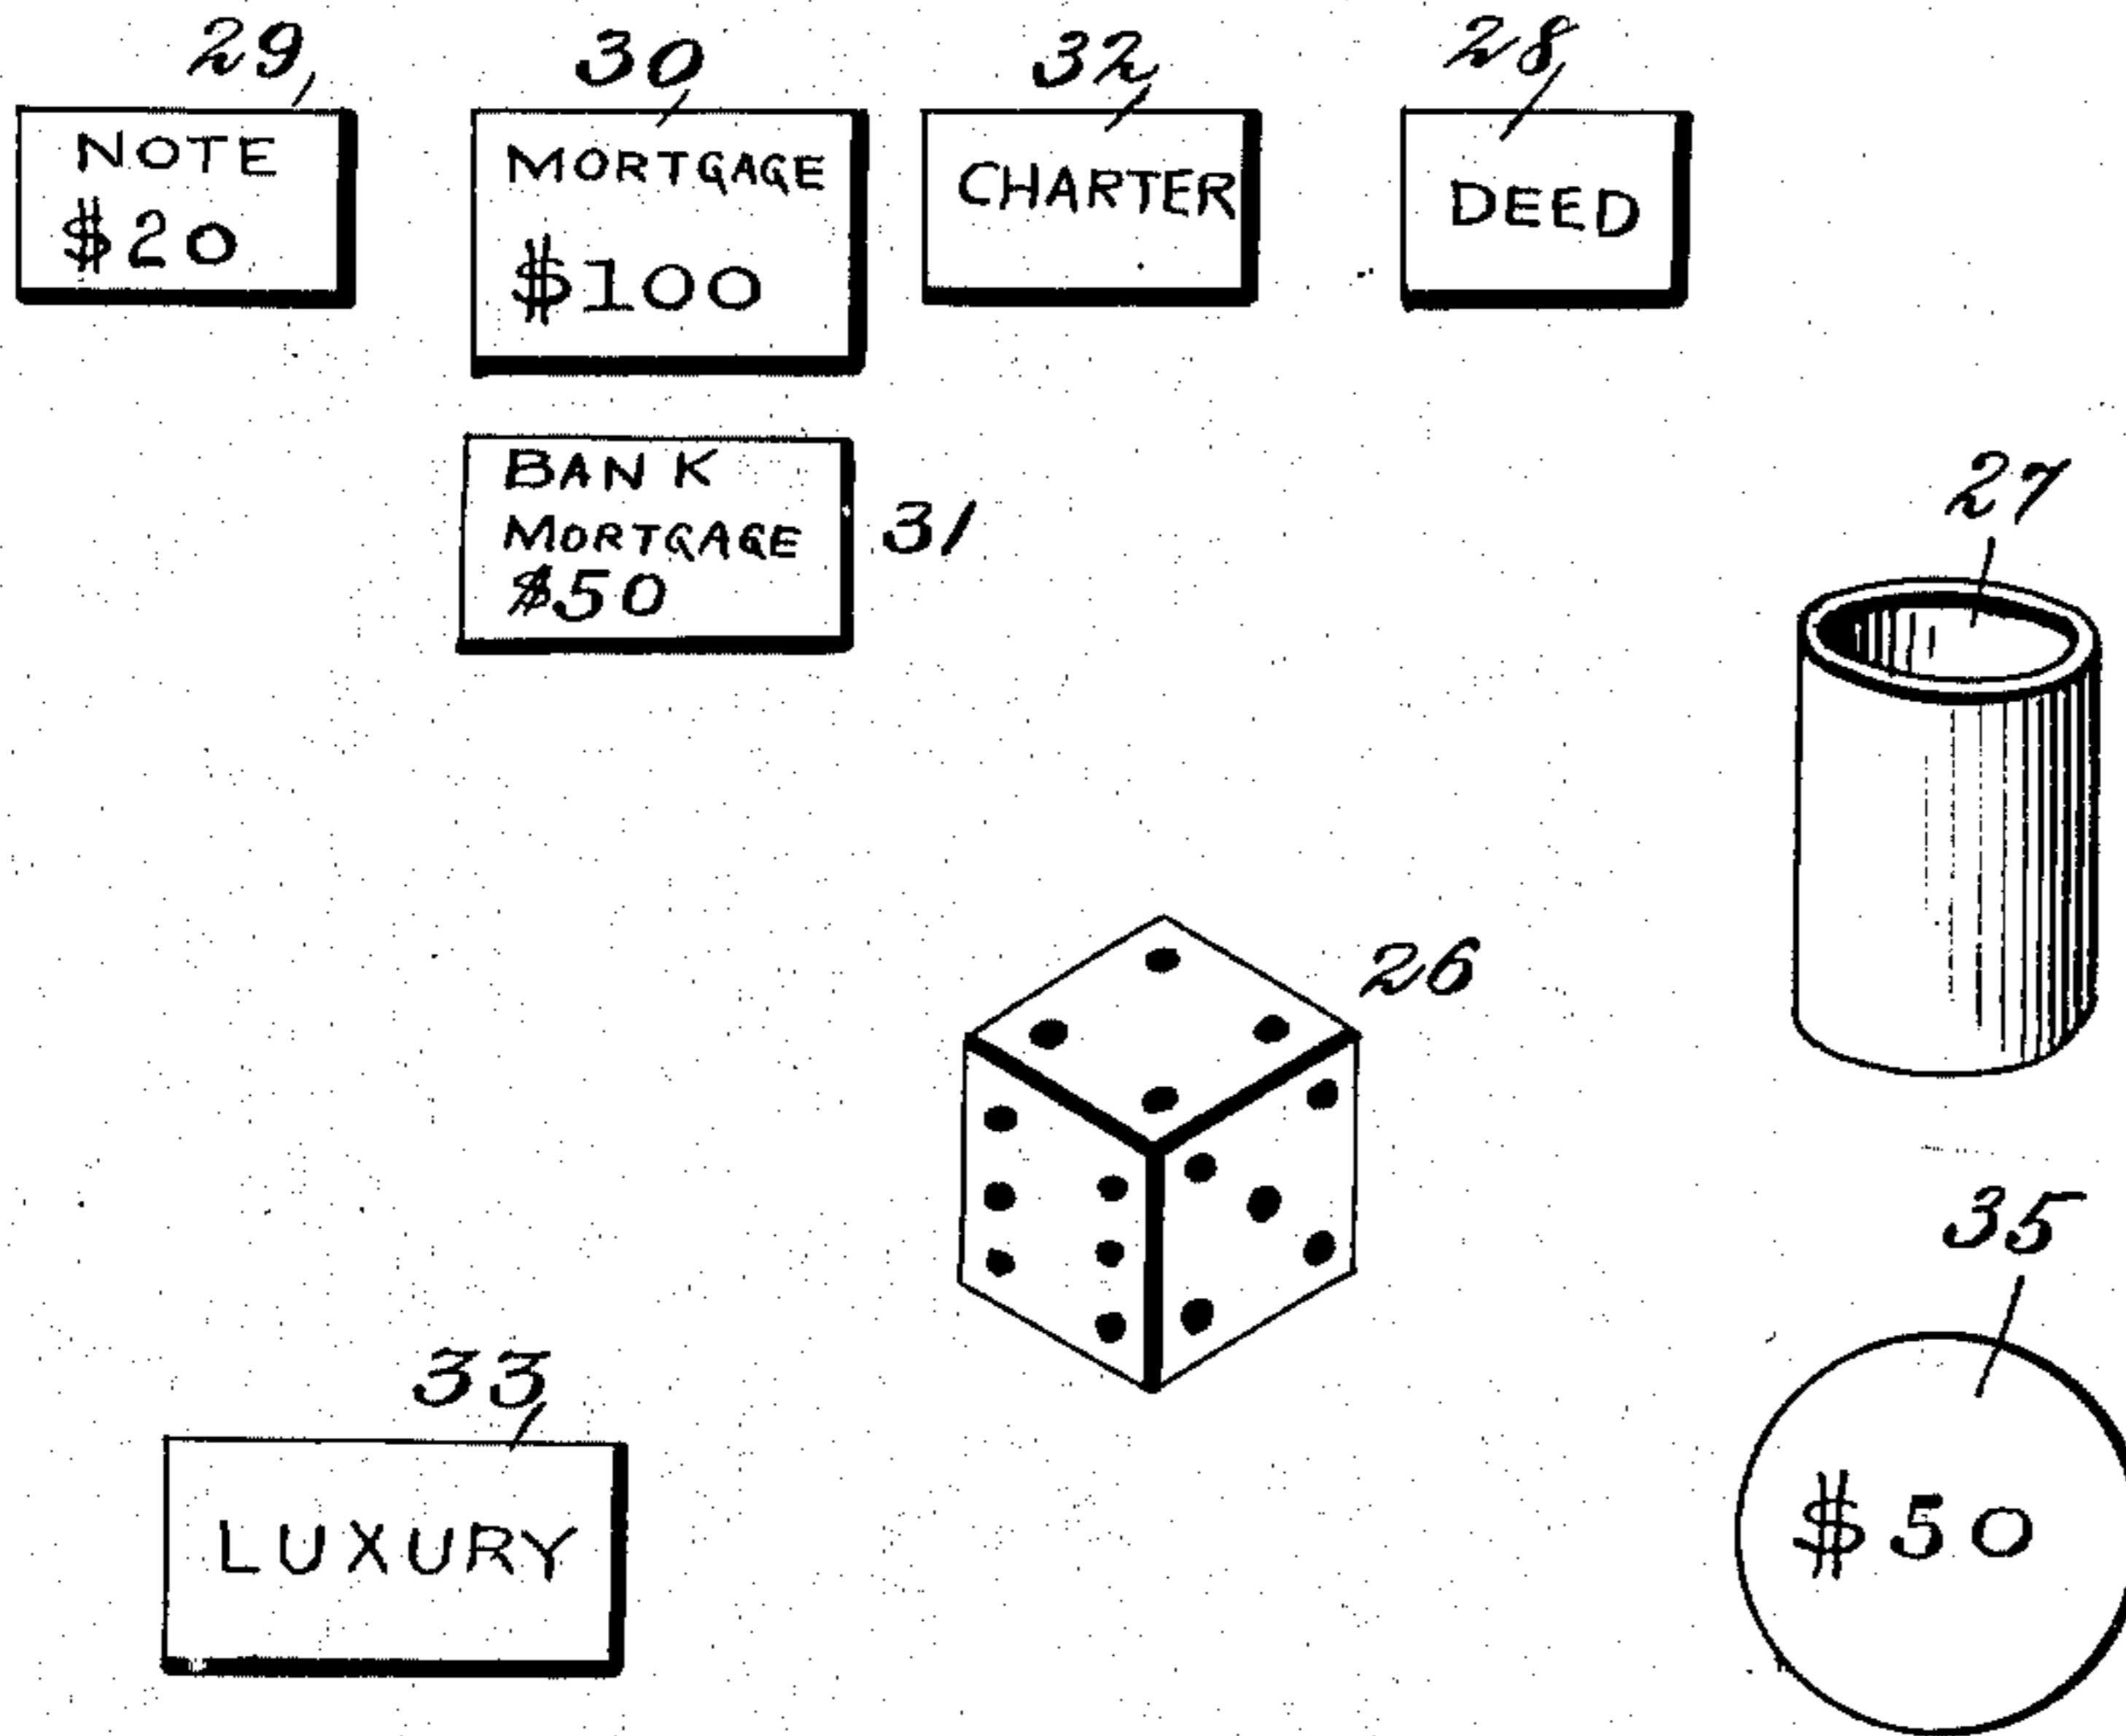 29
30
32
28
NOTE
$20
MORTGAGE
$100
CHARTER
DEED
BANK
MORTGAGE
$50
31
27
26
35
33
LUXURY
$50